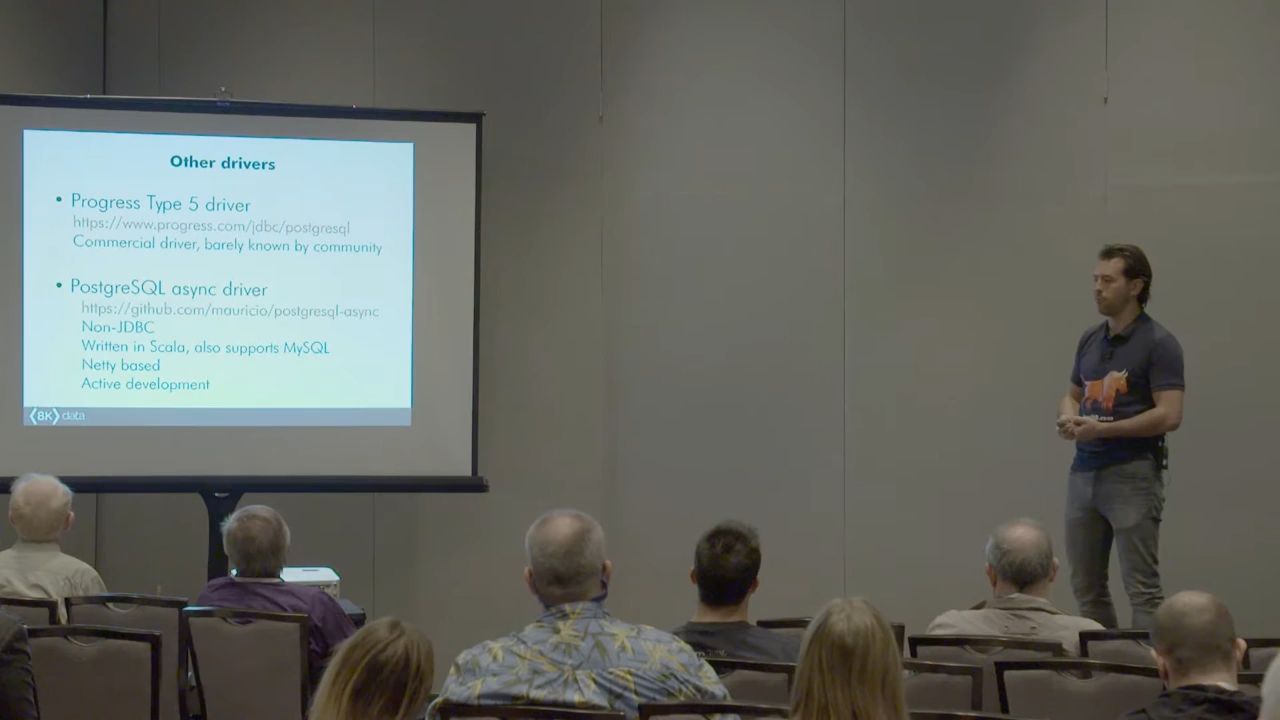 Other drivers
• Progress Type 5 driver
https://www.progress.com/jdbc/postgresql
Commercial driver, barely known by community
• PostgreSQL async driver
https://github.com/mauricio/postgresql-async
Non-JDBC
Written in Scala, also supports MySQL
Netty based
Active development
⟨8K⟩data